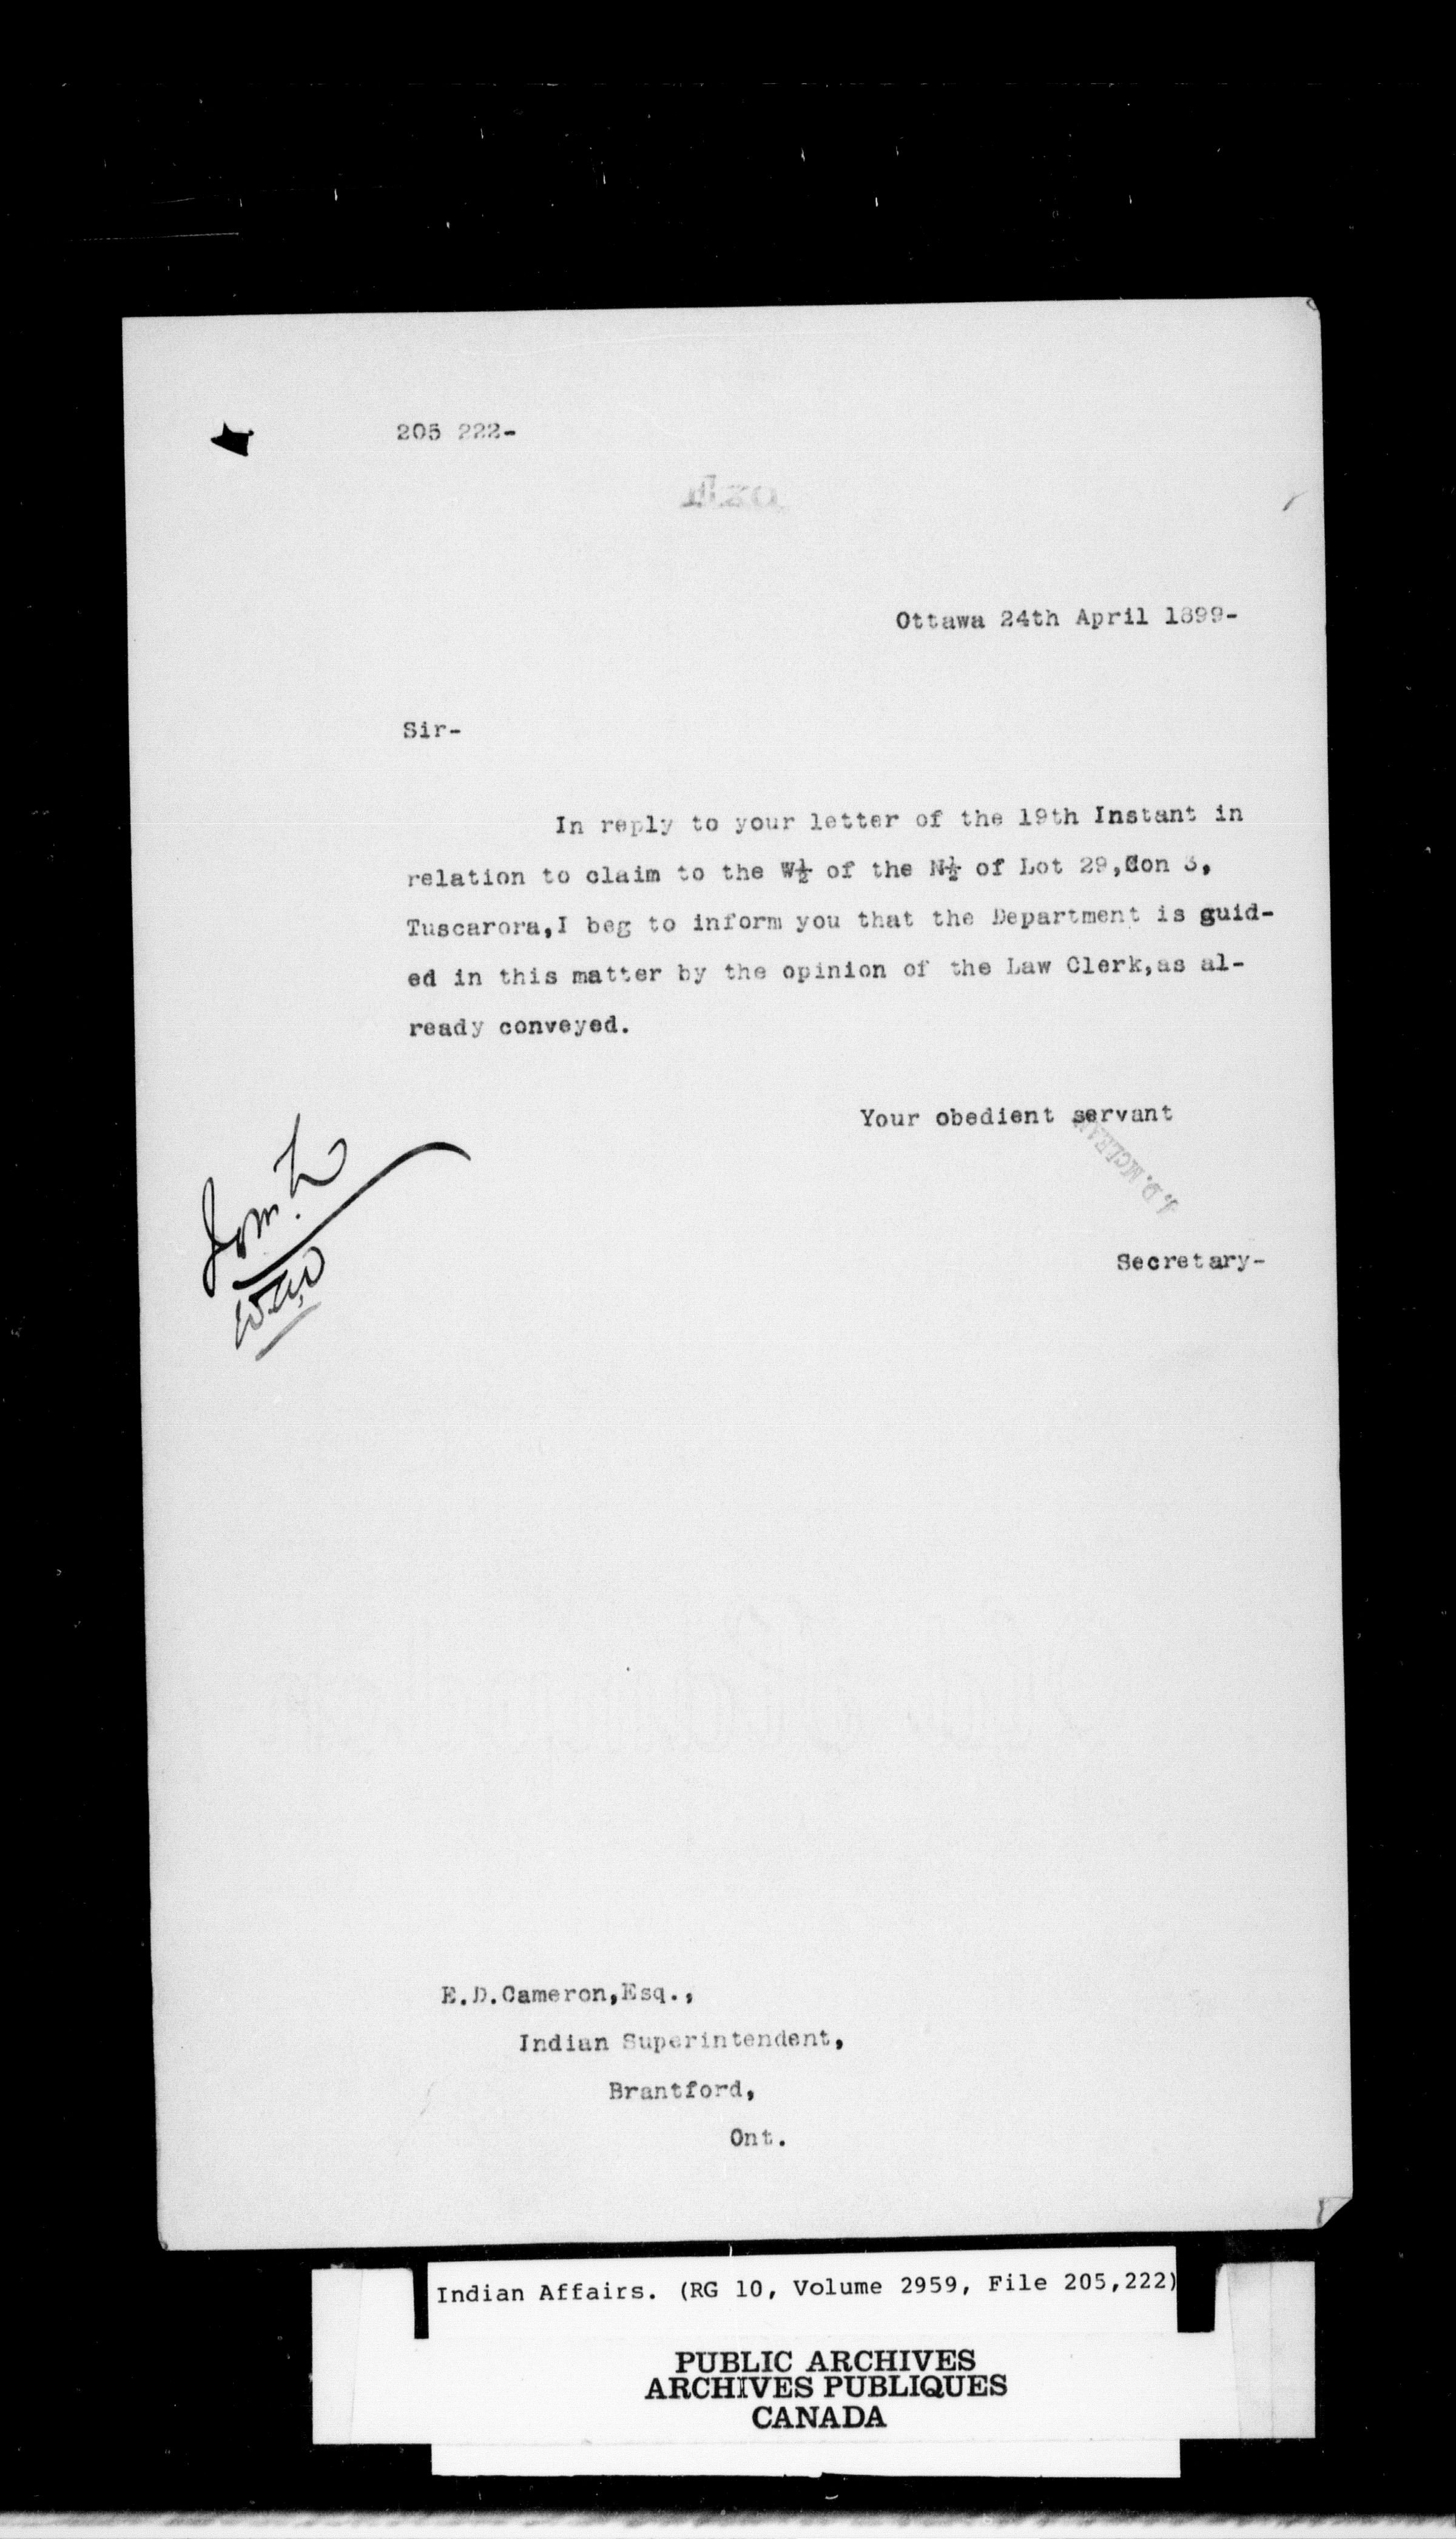 205 222-
Ottawa 24th April 1899-
Sir-
In reply to your letter of the 19th Instant in
relation to claim to the W½ of the N½ of Lot 29,Con 3,
Tuscarora,I beg to inform you that the Department is guid-
ed in this matter by the opinion of the Law Clerk,as al-
ready conveyed.
Your obedient servant
J. D. MCLEAN
Secretary-
E.D.Cameron,Esq.,
Indian Superintendent,
Brantford,
Ont.
Indian Affairs. (RG 10, Volume 2959, File 205,222)
PUBLIC ARCHIVES
ARCHIVES PUBLIQUES
CANADA